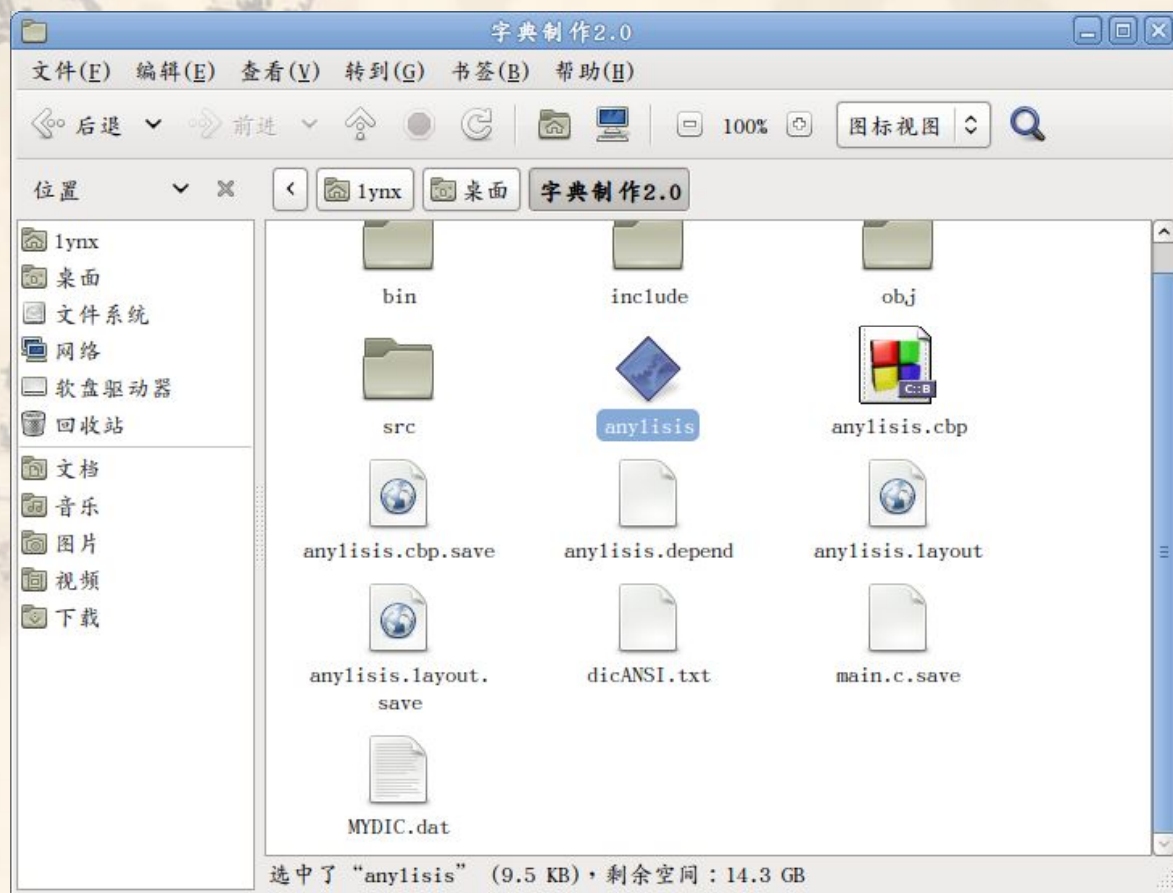 字典制作2.0
文件(F) 编辑(E) 查看(V) 转到(G) 书签(B) 帮助(H)
后退 前进 100% 图标视图
位置 lynx 桌面 字典制作2.0
lynx
桌面
文件系统
网络
软盘驱动器
回收站
文档
音乐
图片
视频
下载
bin include obj
src anylisis anylisis.cbp
C::B
anylisis.cbp.save anylisis.depend anylisis.layout
anylisis.layout.save dicANSI.txt main.c.save
MYDIC.dat
选中了“anylisis” (9.5 KB),剩余空间:14.3 GB